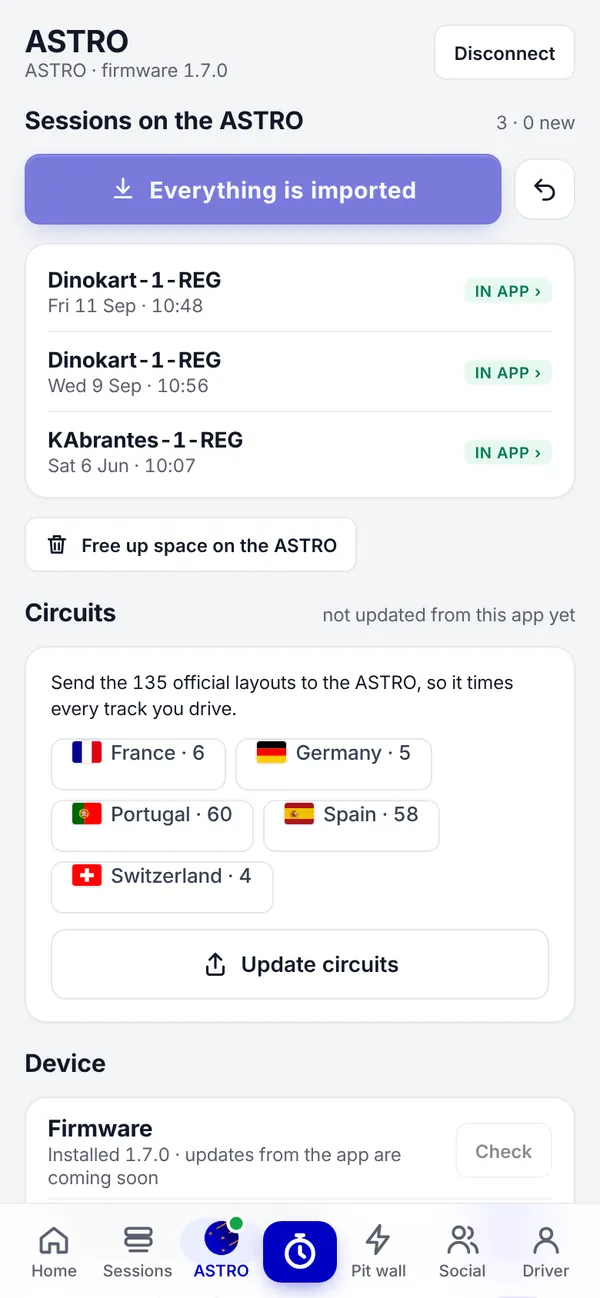 ASTRO
ASTRO · firmware 1.7.0
Disconnect
Sessions on the ASTRO
3 · 0 new
Everything is imported
Dinokart-1-REG
Fri 11 Sep · 10:48
IN APP ›
Dinokart-1-REG
Wed 9 Sep · 10:56
IN APP ›
KAbrantes-1-REG
Sat 6 Jun · 10:07
IN APP ›
Free up space on the ASTRO
Circuits
not updated from this app yet
Send the 135 official layouts to the ASTRO, so it times
every track you drive.
France · 6
Germany · 5
Portugal · 60
Spain · 58
Switzerland · 4
Update circuits
Device
Firmware
Installed 1.7.0 · updates from the app are
coming soon
Check
Home
Sessions
ASTRO
Pit wall
Social
Driver